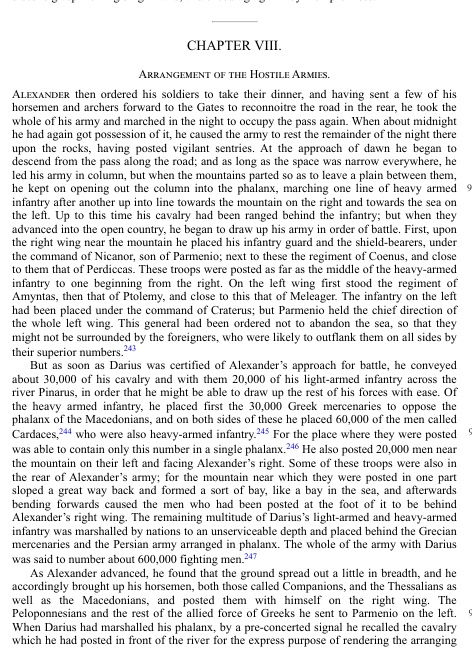 CHAPTER VIII.
ARRANGEMENT OF THE HOSTILE ARMIES.
ALEXANDER then ordered his soldiers to take their dinner, and having sent a few of his
horsemen and archers forward to the Gates to reconnoitre the road in the rear, he took the
whole of his army and marched in the night to occupy the pass again. When about midnight
he had again got possession of it, he caused the army to rest the remainder of the night there
upon the rocks, having posted vigilant sentries. At the approach of dawn he began to
descend from the pass along the road; and as long as the space was narrow everywhere, he
led his army in column, but when the mountains parted so as to leave a plain between them,
he kept on opening out the column into the phalanx, marching one line of heavy armed 9
infantry after another up into line towards the mountain on the right and towards the sea on
the left. Up to this time his cavalry had been ranged behind the infantry; but when they
advanced into the open country, he began to draw up his army in order of battle. First, upon
the right wing near the mountain he placed his infantry guard and the shield-bearers, under
the command of Nicanor, son of Parmenio; next to these the regiment of Coenus, and close
to them that of Perdiccas. These troops were posted as far as the middle of the heavy-armed
infantry to one beginning from the right. On the left wing first stood the regiment of
Amyntas, then that of Ptolemy, and close to this that of Meleager. The infantry on the left
had been placed under the command of Craterus; but Parmenio held the chief direction of
the whole left wing. This general had been ordered not to abandon the sea, so that they
might not be surrounded by the foreigners, who were likely to outflank them on all sides by
their superior numbers.243
But as soon as Darius was certified of Alexander's approach for battle, he conveyed
about 30,000 of his cavalry and with them 20,000 of his light-armed infantry across the
river Pinarus, in order that he might be able to draw up the rest of his forces with ease. Of
the heavy armed infantry, he placed first the 30,000 Greek mercenaries to oppose the
phalanx of the Macedonians, and on both sides of these he placed 60,000 of the men called
Cardaces,244 who were also heavy-armed infantry.245 For the place where they were posted 9
was able to contain only this number in a single phalanx.246 He also posted 20,000 men near
the mountain on their left and facing Alexander's right. Some of these troops were also in
the rear of Alexander's army; for the mountain near which they were posted in one part
sloped a great way back and formed a sort of bay, like a bay in the sea, and afterwards
bending forwards caused the men who had been posted at the foot of it to be behind
Alexander's right wing. The remaining multitude of Darius's light-armed and heavy-armed
infantry was marshalled by nations to an unserviceable depth and placed behind the Grecian
mercenaries and the Persian army arranged in phalanx. The whole of the army with Darius
was said to number about 600,000 fighting men.247
As Alexander advanced, he found that the ground spread out a little in breadth, and he
accordingly brought up his horsemen, both those called Companions, and the Thessalians as
well as the Macedonians, and posted them with himself on the right wing. The
Peloponnesians and the rest of the allied force of Greeks he sent to Parmenio on the left. 9
When Darius had marshalled his phalanx, by a pre-concerted signal he recalled the cavalry
which he had posted in front of the river for the express purpose of rendering the arranging